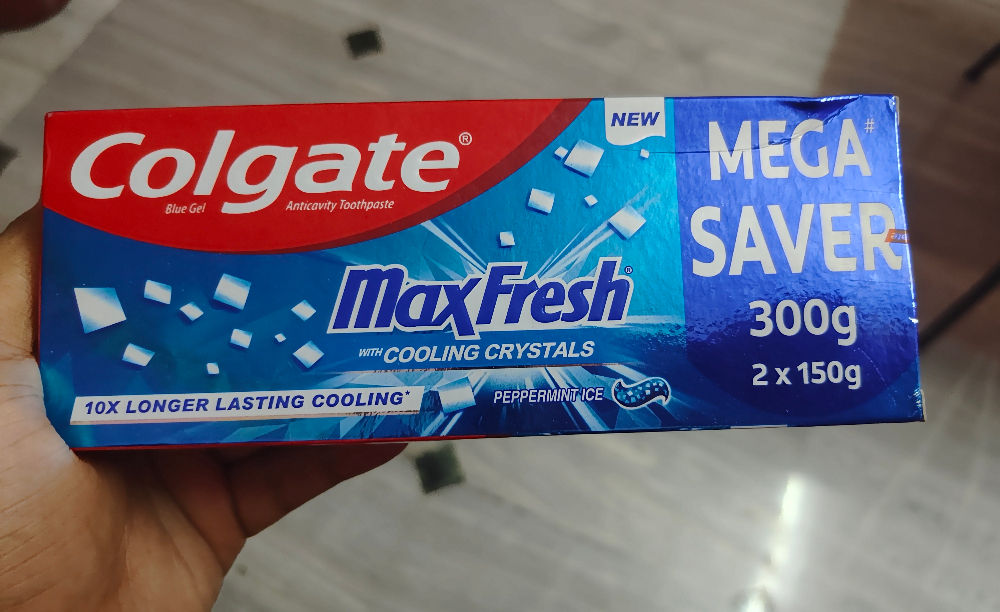 Colgate®
Blue Gel Anticavity Toothpaste
NEW
MaxFresh®
WITH COOLING CRYSTALS
10X LONGER LASTING COOLING*
PEPPERMINT ICE
MEGA#
SAVER
300g
2 x 150g